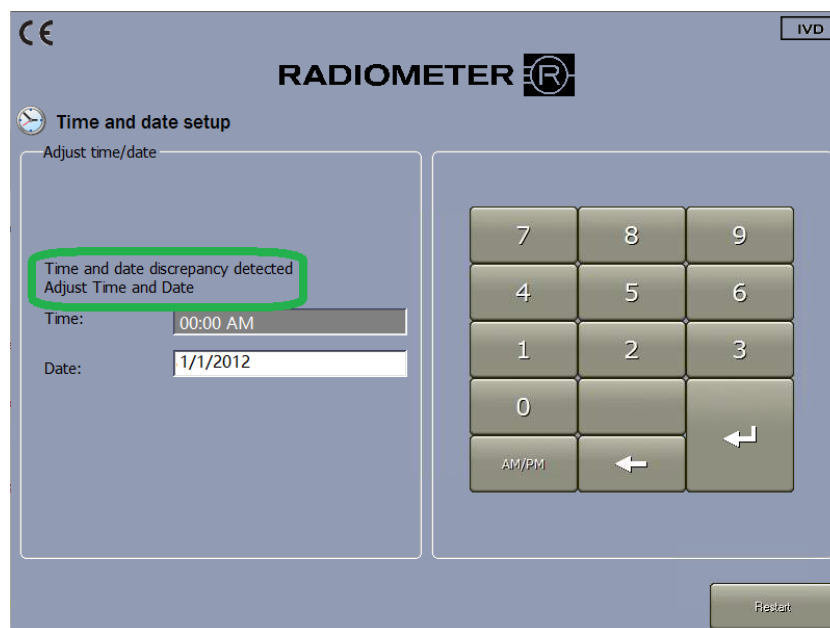 CE
IVD
RADIOMETER R
Time and date setup
Adjust time/date
Time and date discrepancy detected
Adjust Time and Date
Time: 00:00 AM
Date: 1/1/2012
7 8 9
4 5 6
1 2 3
0
AM/PM
Restart